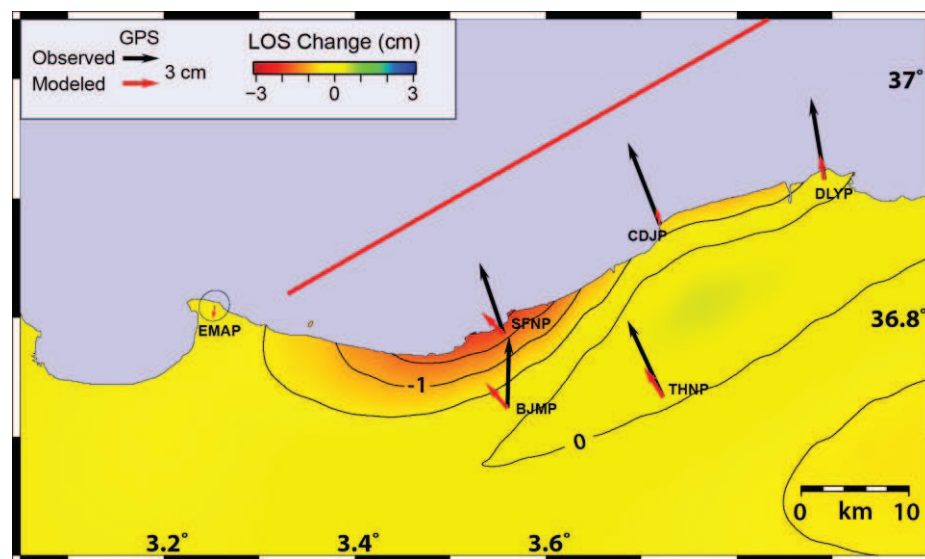 GPS
Observed
Modeled
3 cm
LOS Change (cm)
−3 0 3
37°
DLYP
CDJP
EMAP
SFNP
36.8°
-1
THNP
BJMP
0
0 10
km
3.2° 3.4° 3.6°